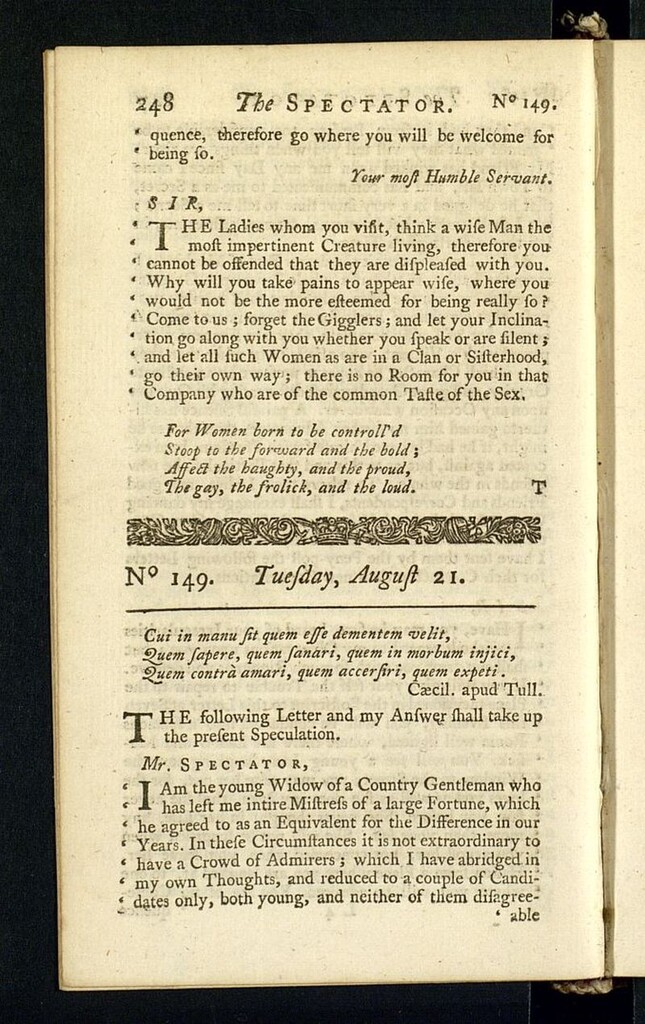 248 The SPECTATOR. Nº 149.
‘ quence, therefore go where you will be welcome for
‘ being ſo.
Your moſt Humble Servant.
SIR,
‘ THE Ladies whom you viſit, think a wiſe Man the
‘ moſt impertinent Creature living, therefore you
‘ cannot be offended that they are diſpleaſed with you.
‘ Why will you take pains to appear wiſe, where you
‘ would not be the more eſteemed for being really ſo?
‘ Come to us; forget the Gigglers; and let your Inclina-
‘ tion go along with you whether you ſpeak or are ſilent;
‘ and let all ſuch Women as are in a Clan or Siſterhood,
‘ go their own way; there is no Room for you in that
‘ Company who are of the common Taſte of the Sex.
For Women born to be controll'd
Stoop to the forward and the bold;
Affect the haughty, and the proud,
The gay, the frolick, and the loud. T
Nº 149. Tueſday, Auguſt 21.
Cui in manu ſit quem eſſe dementem velit,
Quem ſapere, quem ſanari, quem in morbum injici,
Quem contrà amari, quem accerſiri, quem expeti.
Cæcil. apud Tull.
THE following Letter and my Anſwer ſhall take up
the preſent Speculation.
Mr. SPECTATOR,
‘ I Am the young Widow of a Country Gentleman who
‘ has left me intire Miſtreſs of a large Fortune, which
‘ he agreed to as an Equivalent for the Difference in our
‘ Years. In theſe Circumſtances it is not extraordinary to
‘ have a Crowd of Admirers; which I have abridged in
‘ my own Thoughts, and reduced to a couple of Candi-
‘ dates only, both young, and neither of them diſagree-
‘ able